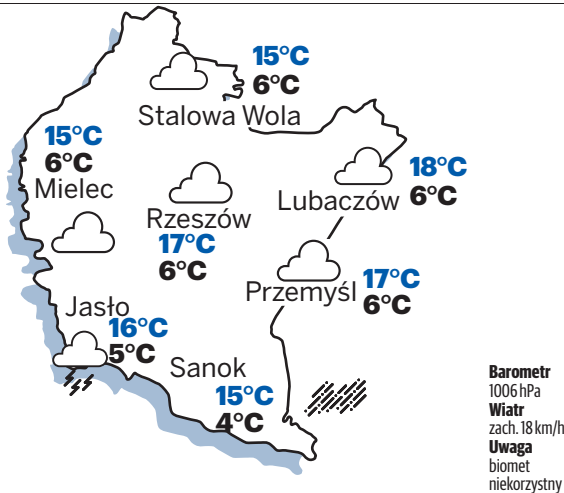 15°C
6°C
Stalowa Wola
15°C
6°C
Mielec
18°C
6°C
Lubaczów
Rzeszów
17°C
6°C
17°C
6°C
Przemyśl
Jasło
16°C
5°C
Sanok
15°C
4°C
Barometr
1006 hPa
Wiatr
zach. 18 km/h
Uwaga
biomet
niekorzystny